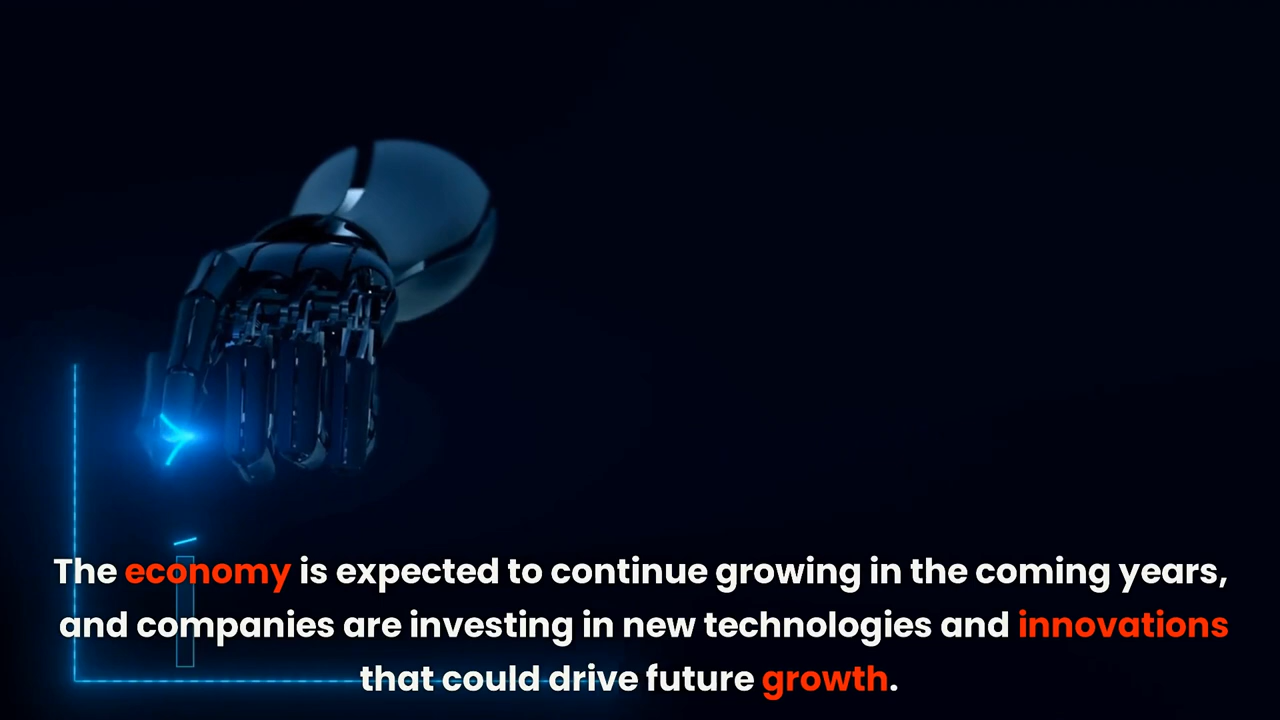 The economy is expected to continue growing in the coming years,
and companies are investing in new technologies and innovations
that could drive future growth.